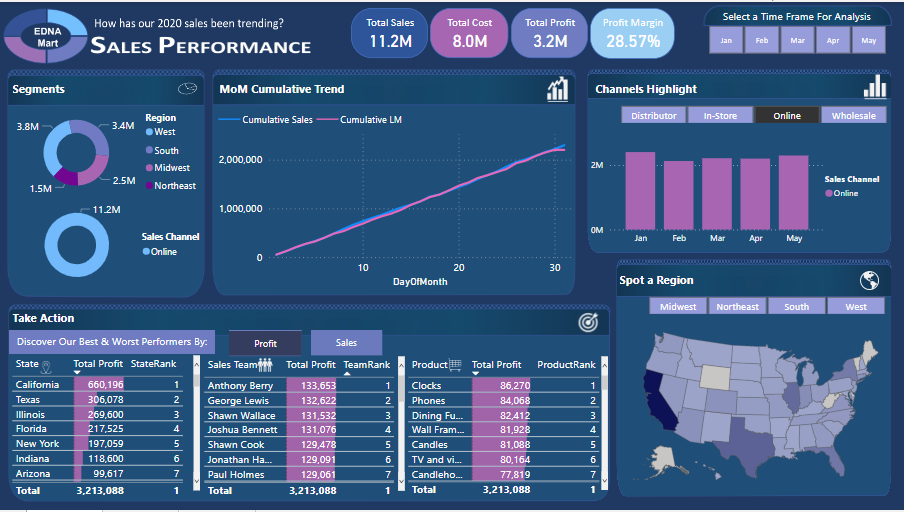 EDNA
Mart
How has our 2020 sales been trending?
SALES PERFORMANCE
Total Sales
11.2M
Total Cost
8.0M
Total Profit
3.2M
Profit Margin
28.57%
Select a Time Frame For Analysis
Jan Feb Mar Apr May
Segments
3.8M
3.4M
2.5M
1.5M
Region
West
South
Midwest
Northeast
11.2M
Sales Channel
Online
MoM Cumulative Trend
Cumulative Sales Cumulative LM
2,000,000
1,000,000
0
10 20 30
DayOfMonth
Channels Highlight
Distributor In-Store Online Wholesale
2M
0M
Jan Feb Mar Apr May
Sales Channel
Online
Take Action
Discover Our Best & Worst Performers By: Profit Sales
State Total Profit StateRank
California 660,196 1
Texas 306,078 2
Illinois 269,600 3
Florida 217,525 4
New York 197,059 5
Indiana 118,600 6
Arizona 99,617 7
Total 3,213,088 1
Sales Team Total Profit TeamRank
Anthony Berry 133,653 1
George Lewis 132,622 2
Shawn Wallace 131,532 3
Joshua Bennett 131,076 4
Shawn Cook 129,478 5
Jonathan Ha... 129,091 6
Paul Holmes 129,061 7
Total 3,213,088 1
Product Total Profit ProductRank
Clocks 86,270 1
Phones 84,068 2
Dining Fu... 82,412 3
Wall Fram... 81,928 4
Candles 81,088 5
TV and vi... 80,164 6
Candleho... 77,819 7
Total 3,213,088 1
Spot a Region
Midwest Northeast South West